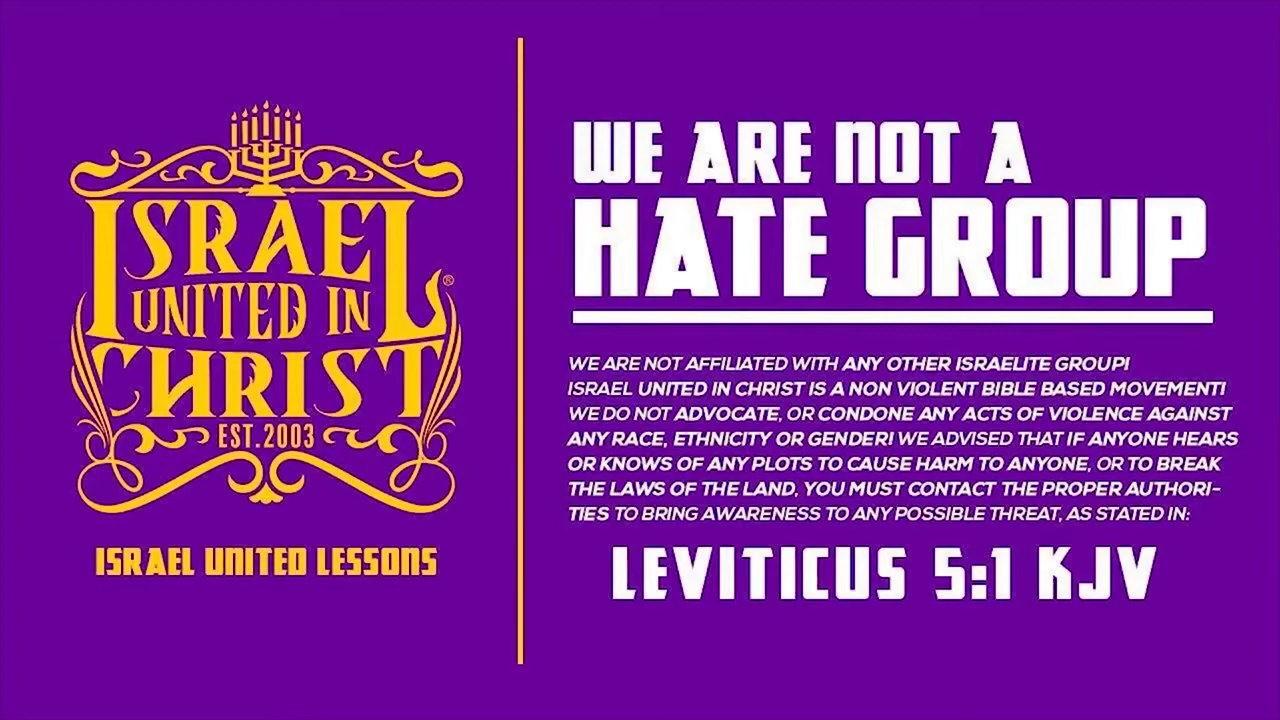 ISRAEL
UNITED IN
CHRIST
EST.2003
ISRAEL UNITED LESSONS
WE ARE NOT A
HATE GROUP
WE ARE NOT AFFILIATED WITH ANY OTHER ISRAELITE GROUP!
ISRAEL UNITED IN CHRIST IS A NON VIOLENT BIBLE BASED MOVEMENT!
WE DO NOT ADVOCATE, OR CONDONE ANY ACTS OF VIOLENCE AGAINST
ANY RACE, ETHNICITY OR GENDER! WE ADVISED THAT IF ANYONE HEARS
OR KNOWS OF ANY PLOTS TO CAUSE HARM TO ANYONE, OR TO BREAK
THE LAWS OF THE LAND, YOU MUST CONTACT THE PROPER AUTHORI-
TIES TO BRING AWARENESS TO ANY POSSIBLE THREAT, AS STATED IN:
LEVITICUS 5:1 KJV